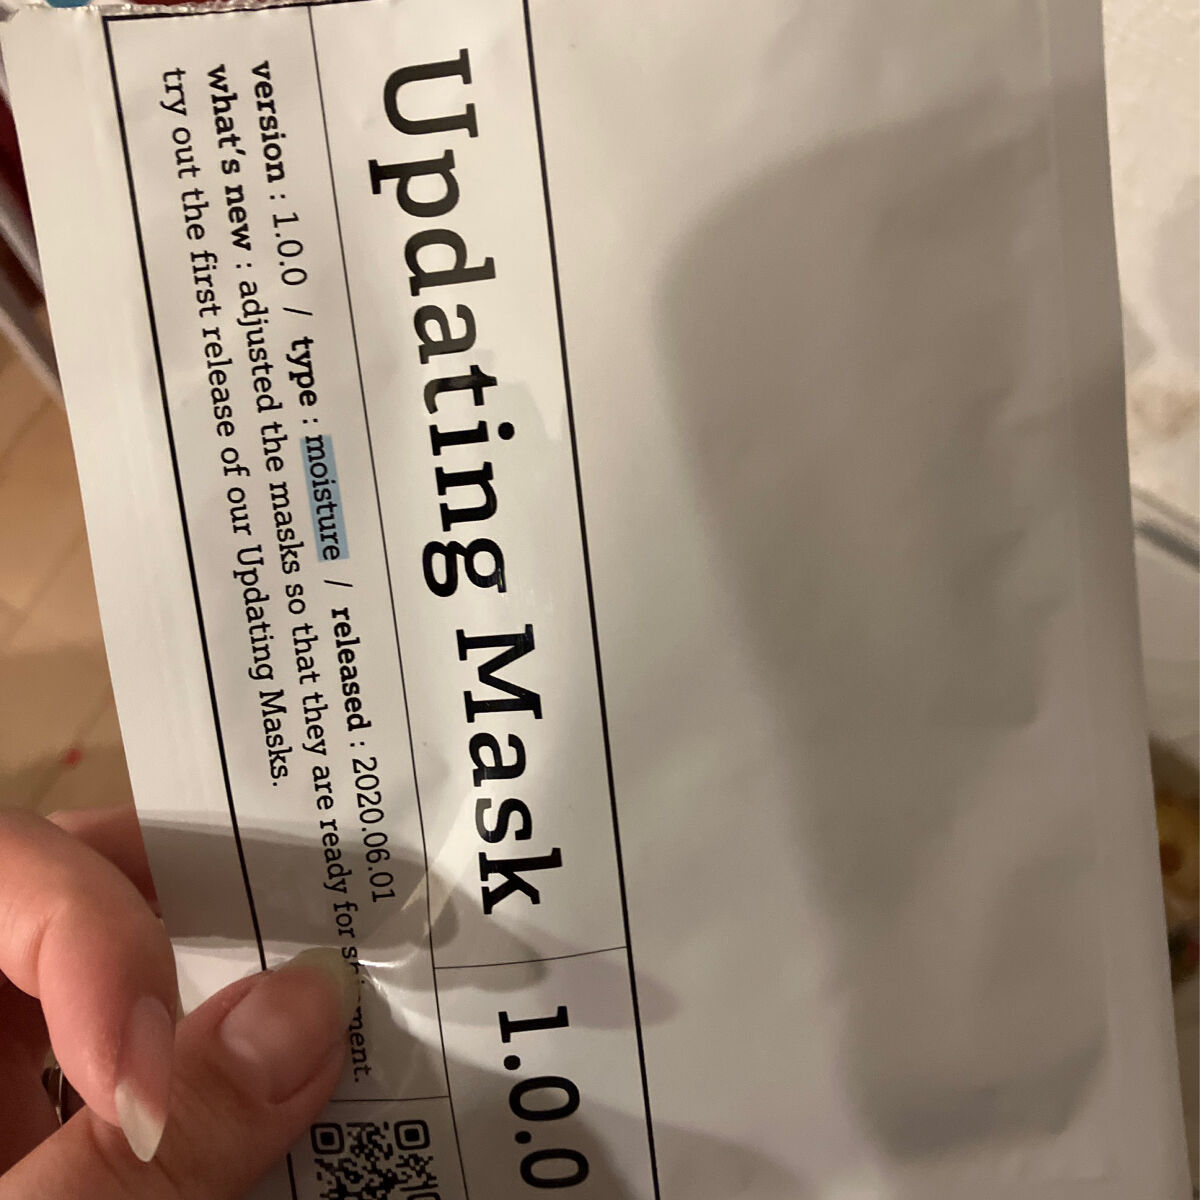 Updating Mask 1.0.0
version : 1.0.0 / type : moisture / released : 2020.06.01
what's new : adjusted the masks so that they are ready for
try out the first release of our Updating Masks.